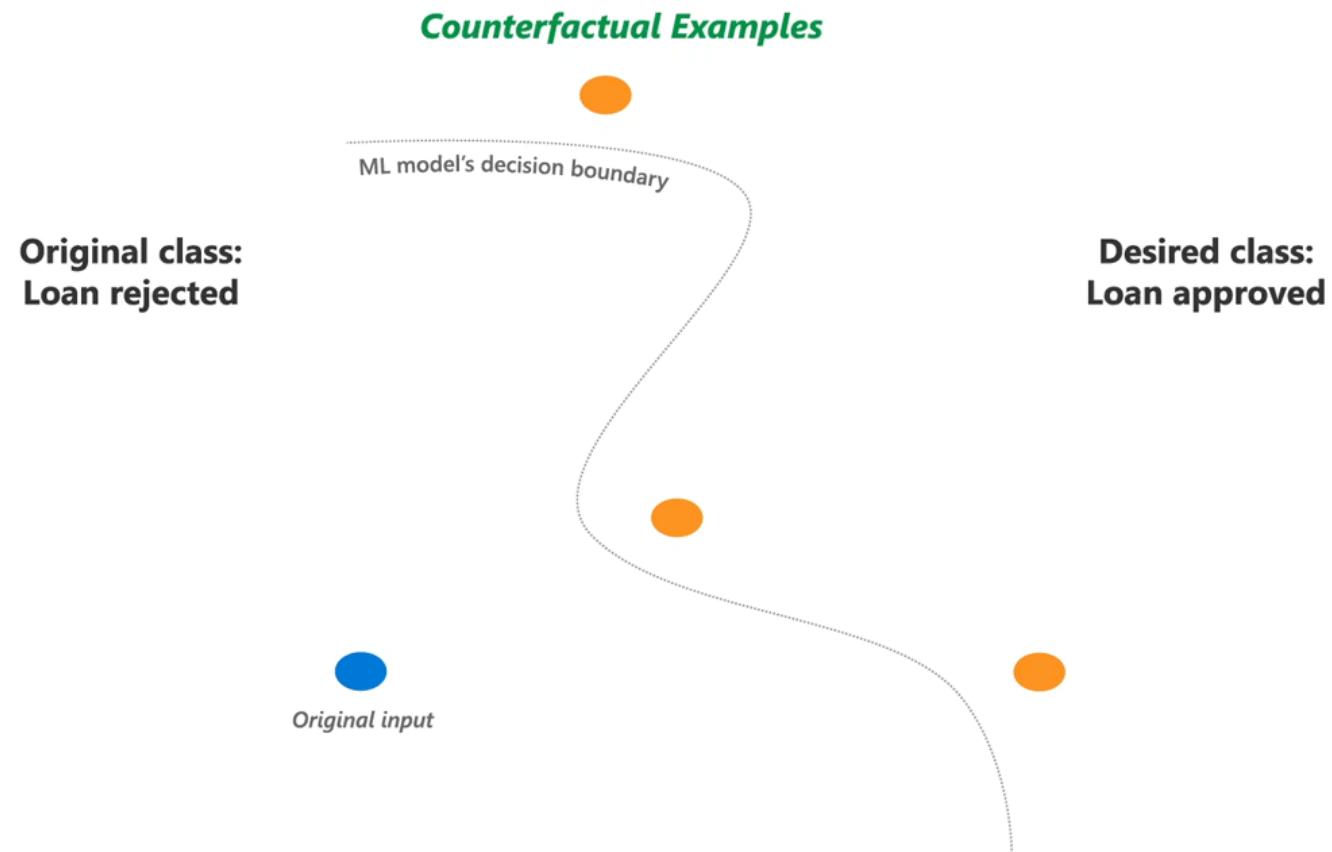 Counterfactual Examples
ML model's decision boundary
Original class:
Loan rejected
Desired class:
Loan approved
Original input